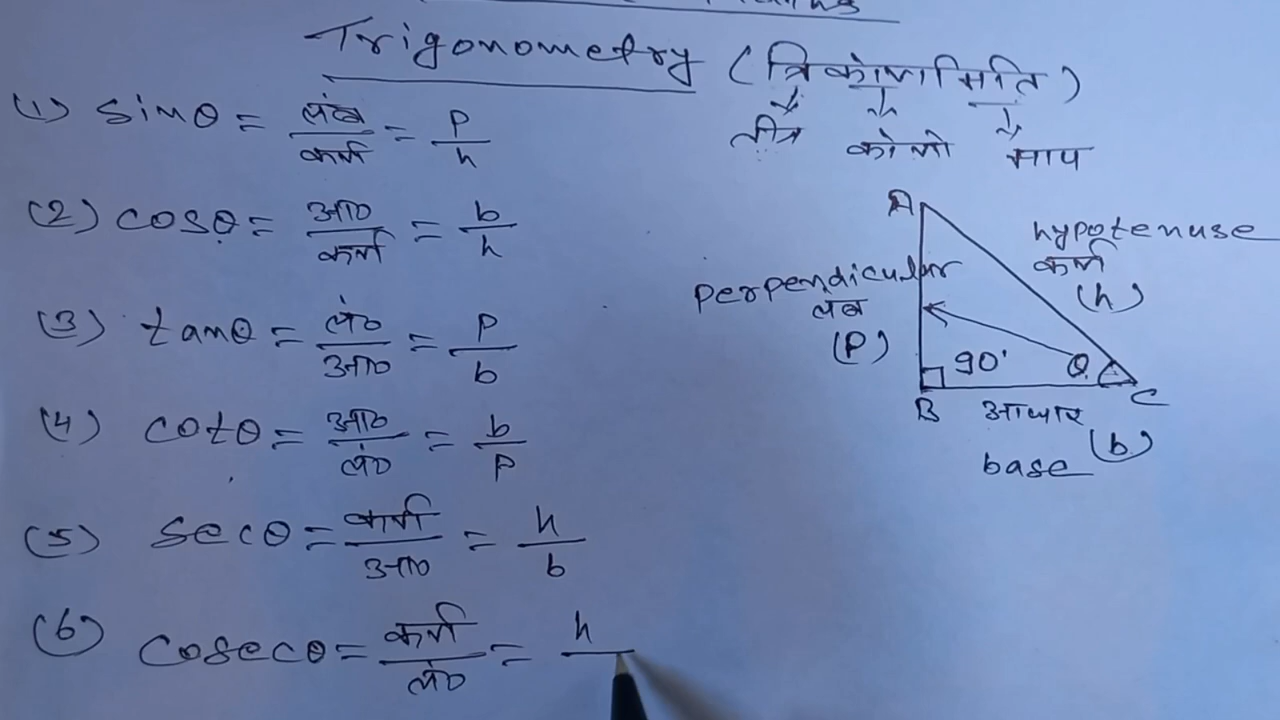 Trigonometry (त्रिकोणमिति)
तीन कोणों माप
(1) sinθ = लंब/कर्ण = P/h
(2) cosθ = आ०/कर्ण = b/h
(3) tanθ = लं०/आ० = P/b
(4) cotθ = आ०/लं० = b/P
(5) secθ = कर्ण/आ० = h/b
(6) cosecθ = कर्ण/लं० = h/
A
hypotenuse
कर्ण
(h)
perpendicular
लंब
(P)
90° θ
B C
आधार
(b)
base